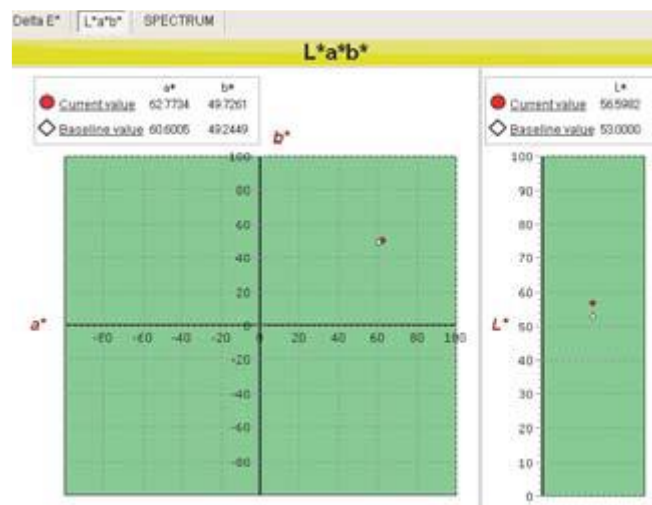 Delta E* L*a*b* SPECTRUM
L*a*b*
a* b*
Current value 62.7734 49.7261
Baseline value 60.6005 49.2449
L*
Current value 56.5982
Baseline value 53.0000
b*
100
80
60
40
20
0
-20
-40
-60
-80
a*
-80 -60 -40 -20 0 20 40 60 80 100
L*
100
90
80
70
60
50
40
30
20
10
0